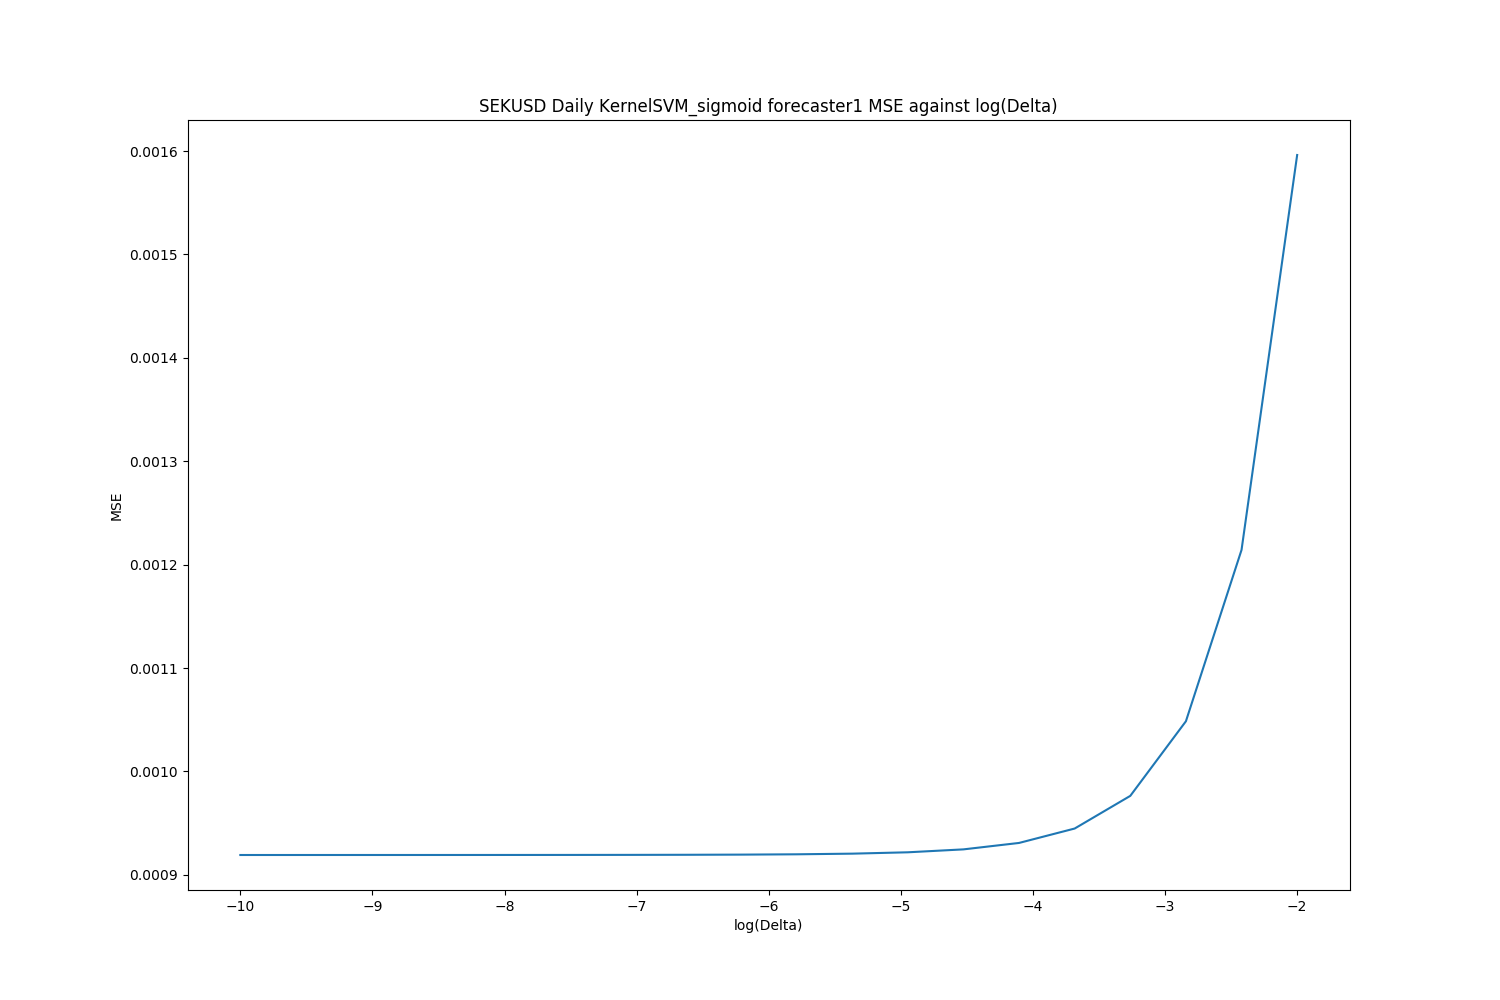 SEKUSD Daily KernelSVM_sigmoid forecaster1 MSE against log(Delta)
0.0016
0.0015
0.0014
0.0013
0.0012
0.0011
0.0010
0.0009
MSE
−10 −9 −8 −7 −6 −5 −4 −3 −2
log(Delta)